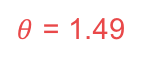 θ = 1.49